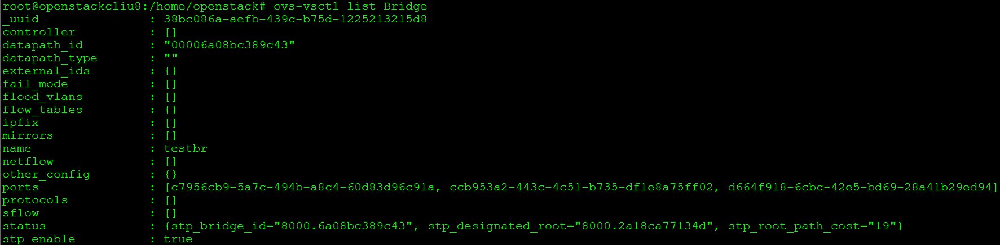 root@openstackcliu8:/home/openstack# ovs-vsctl list Bridge
_uuid               : 38bc086a-aefb-439c-b75d-1225213215d8
controller          : []
datapath_id         : "00006a08bc389c43"
datapath_type       : ""
external_ids        : {}
fail_mode           : []
flood_vlans         : []
flow_tables         : {}
ipfix               : []
mirrors             : []
name                : testbr
netflow             : []
other_config        : {}
ports               : [c7956cb9-5a7c-494b-a8c4-60d83d96c91a, ccb953a2-443c-4c51-b735-df1e8a75ff02, d664f918-6cbc-42e5-bd69-28a41b29ed94]
protocols           : []
sflow               : []
status              : {stp_bridge_id="8000.6a08bc389c43", stp_designated_root="8000.2a18ca77134d", stp_root_path_cost="19"}
stp_enable          : true